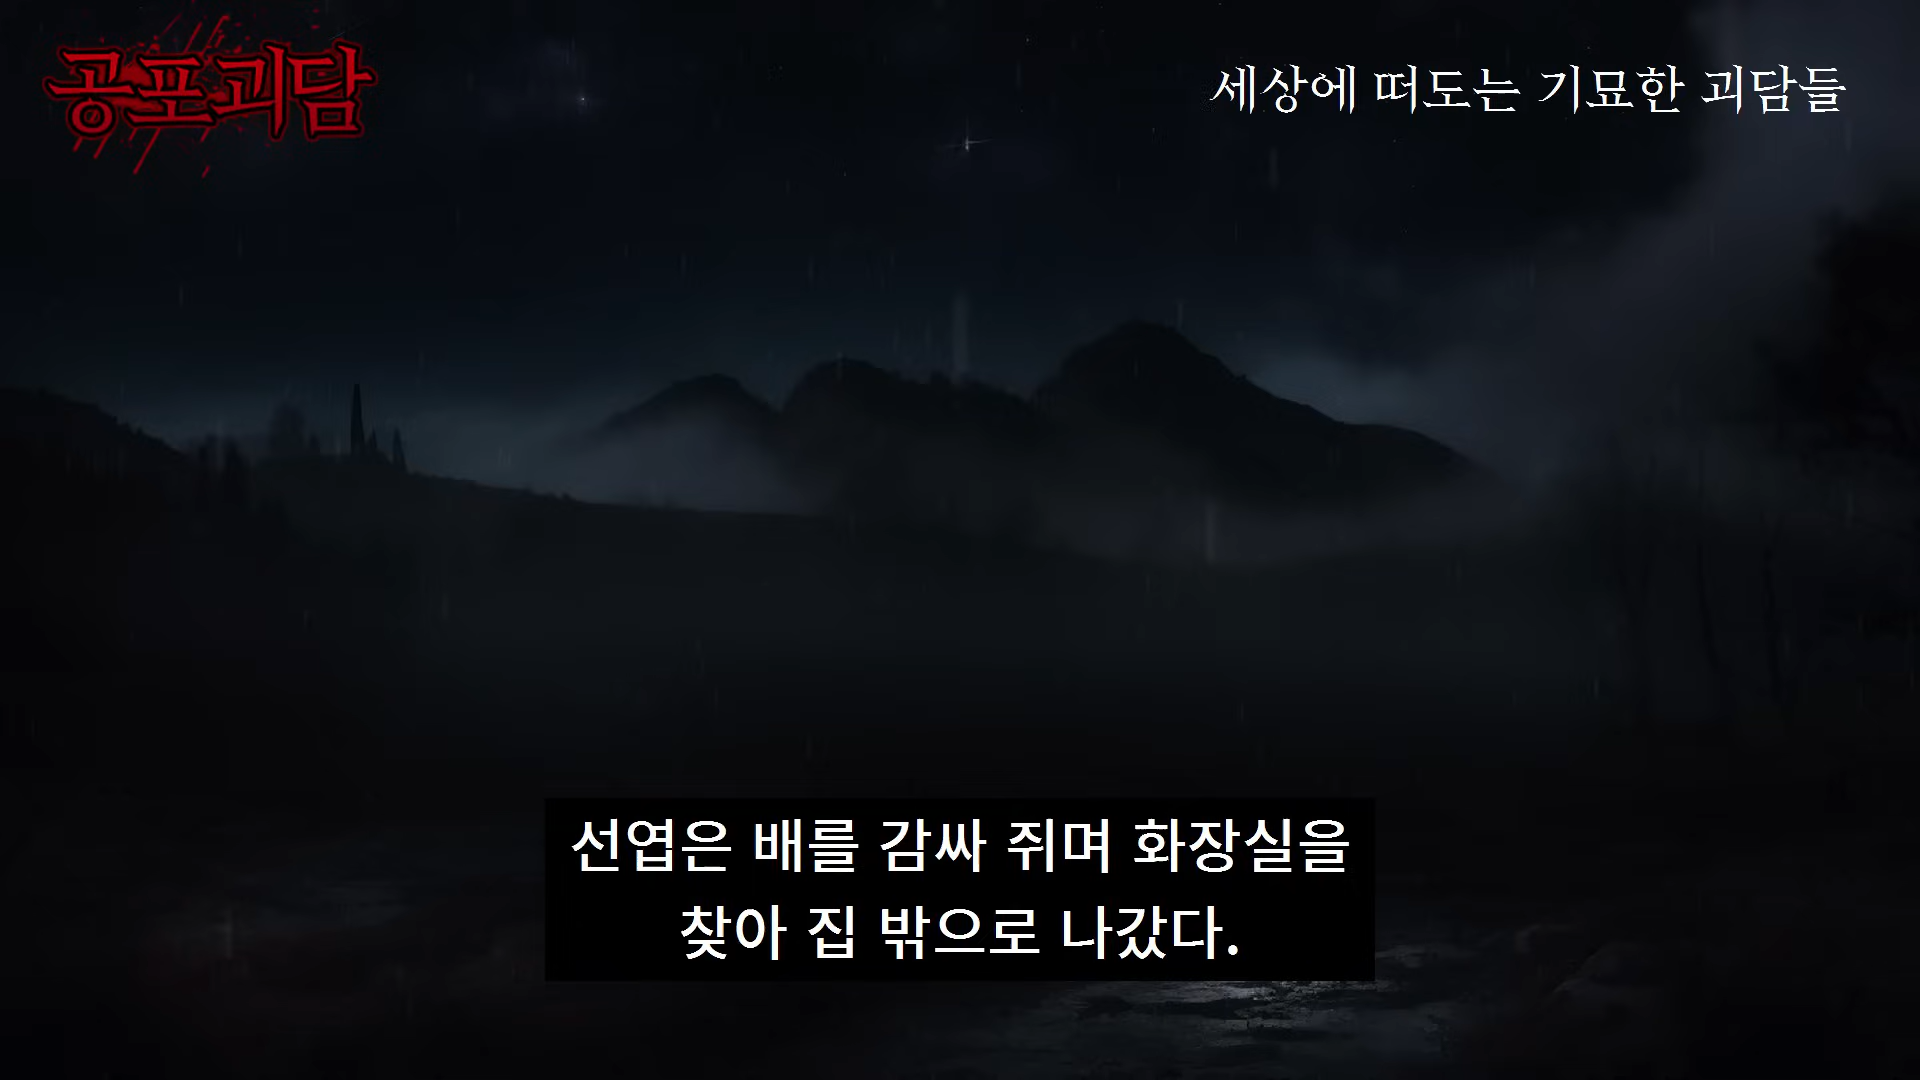 공포괴담
세상에 떠도는 기묘한 괴담들
선엽은 배를 감싸 쥐며 화장실을
찾아 집 밖으로 나갔다.